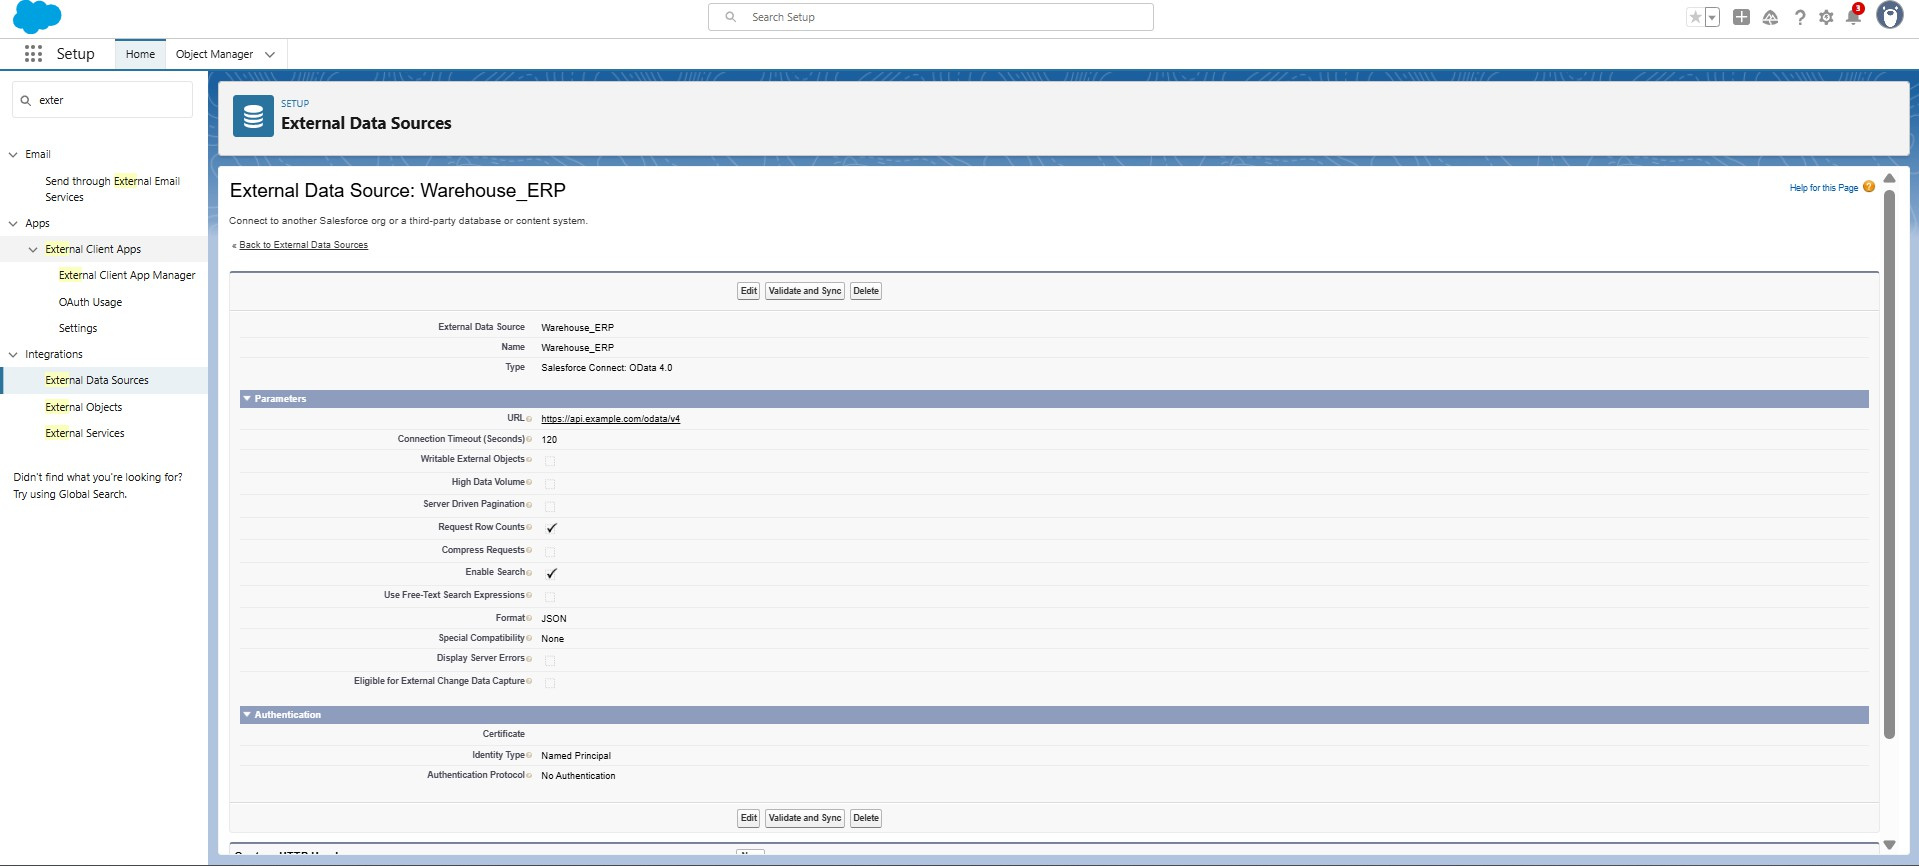 Search Setup
3
Setup
Home
Object Manager
exter
Email
Send through External Email
Services
Apps
External Client Apps
External Client App Manager
OAuth Usage
Settings
Integrations
External Data Sources
External Objects
External Services
Didn't find what you're looking for?
Try using Global Search.
SETUP
External Data Sources
External Data Source: Warehouse_ERP
Help for this Page ?
Connect to another Salesforce org or a third-party database or content system.
« Back to External Data Sources
Edit Validate and Sync Delete
External Data Source Warehouse_ERP
Name Warehouse_ERP
Type Salesforce Connect: OData 4.0
Parameters
URL https://api.example.com/odata/v4
Connection Timeout (Seconds) 120
Writable External Objects
High Data Volume
Server Driven Pagination
Request Row Counts
Compress Requests
Enable Search
Use Free-Text Search Expressions
Format JSON
Special Compatibility None
Display Server Errors
Eligible for External Change Data Capture
Authentication
Certificate
Identity Type Named Principal
Authentication Protocol No Authentication
Edit Validate and Sync Delete